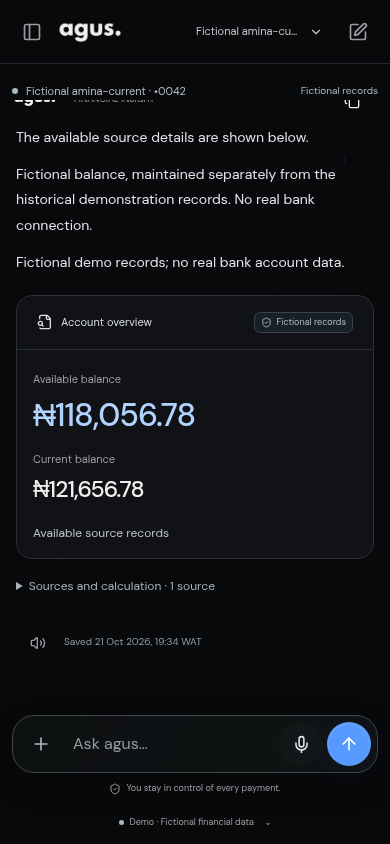 agus.
Fictional amina-cu...
Fictional amina-current · •0042
Fictional records
agus.
The available source details are shown below.
Fictional balance, maintained separately from the
historical demonstration records. No real bank
connection.
Fictional demo records; no real bank account data.
Account overview
Fictional records
Available balance
₦118,056.78
Current balance
₦121,656.78
Available source records
Sources and calculation · 1 source
Saved 21 Oct 2026, 19:34 WAT
Ask agus...
You stay in control of every payment.
Demo · Fictional financial data